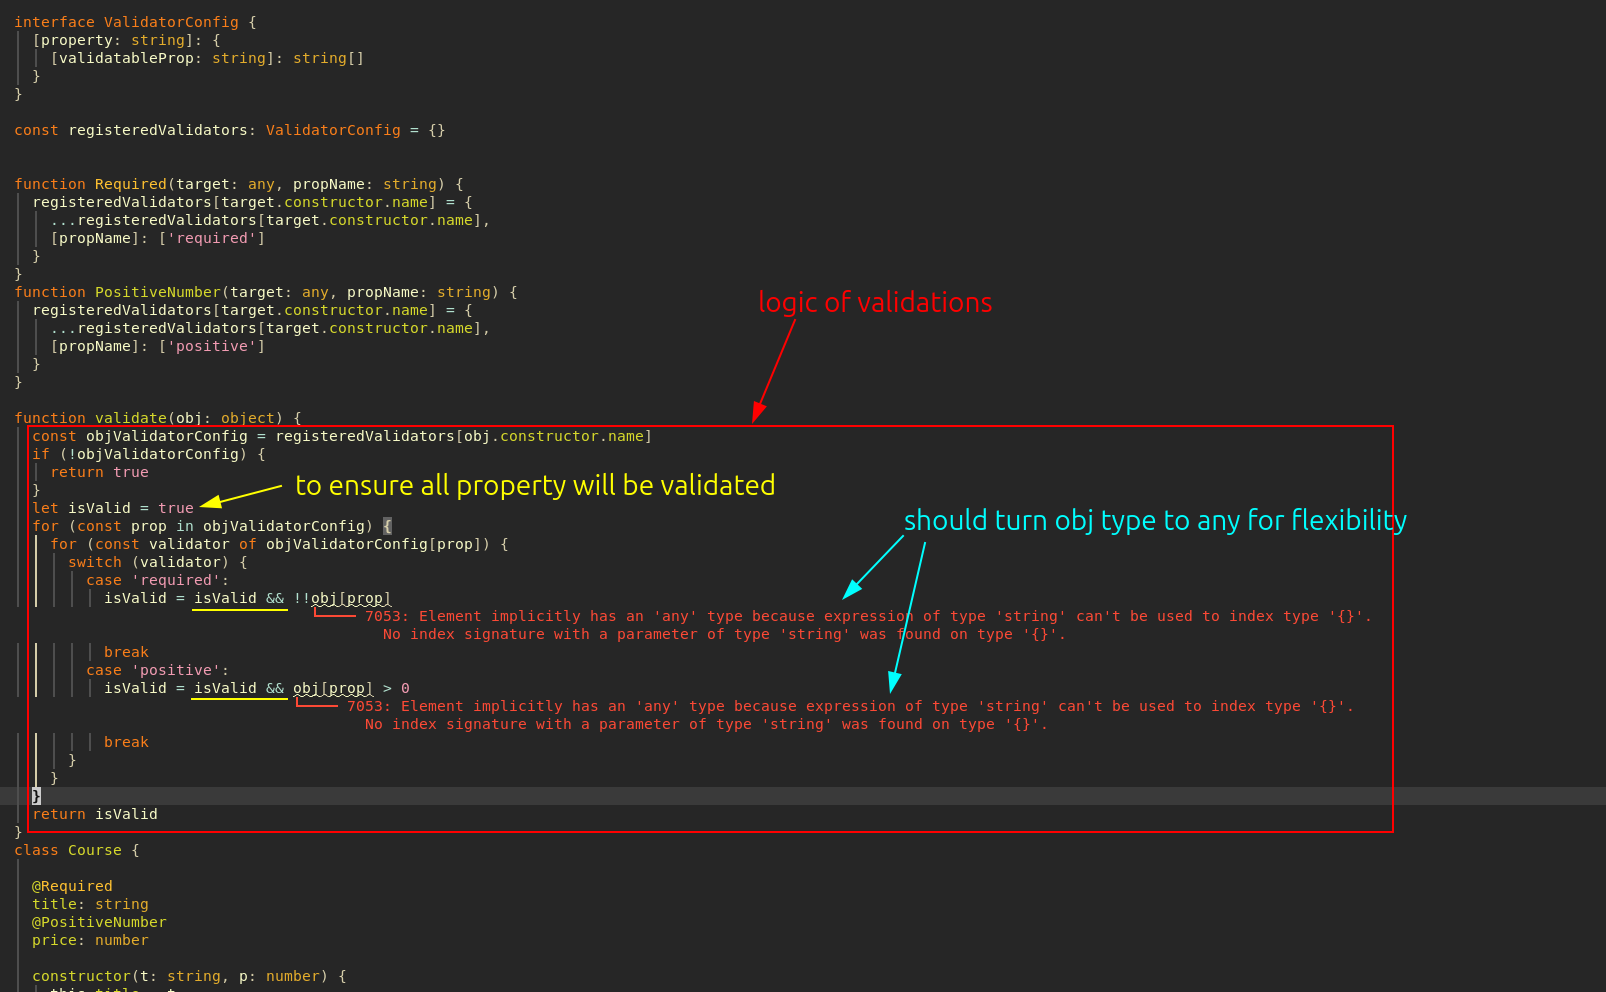 interface ValidatorConfig {
[property: string]: {
[validatableProp: string]: string[]
}
}
const registeredValidators: ValidatorConfig = {}
function Required(target: any, propName: string) {
registeredValidators[target.constructor.name] = {
...registeredValidators[target.constructor.name],
[propName]: ['required']
}
}
function PositiveNumber(target: any, propName: string) {
logic of validations
registeredValidators[target.constructor.name] = {
...registeredValidators[target.constructor.name],
[propName]: ['positive']
}
}
function validate(obj: object) {
const objValidatorConfig = registeredValidators[obj.constructor.name]
if (!objValidatorConfig) {
return true
}
to ensure all property will be validated
let isValid = true
for (const prop in objValidatorConfig) {
should turn obj type to any for flexibility
for (const validator of objValidatorConfig[prop]) {
switch (validator) {
case 'required':
isValid = isValid && !!obj[prop]
7053: Element implicitly has an 'any' type because expression of type 'string' can't be used to index type '{}'.
No index signature with a parameter of type 'string' was found on type '{}'.
break
case 'positive':
isValid = isValid && obj[prop] > 0
7053: Element implicitly has an 'any' type because expression of type 'string' can't be used to index type '{}'.
No index signature with a parameter of type 'string' was found on type '{}'.
break
}
}
}
return isValid
}
class Course {
@Required
title: string
@PositiveNumber
price: number
constructor(t: string, p: number) {